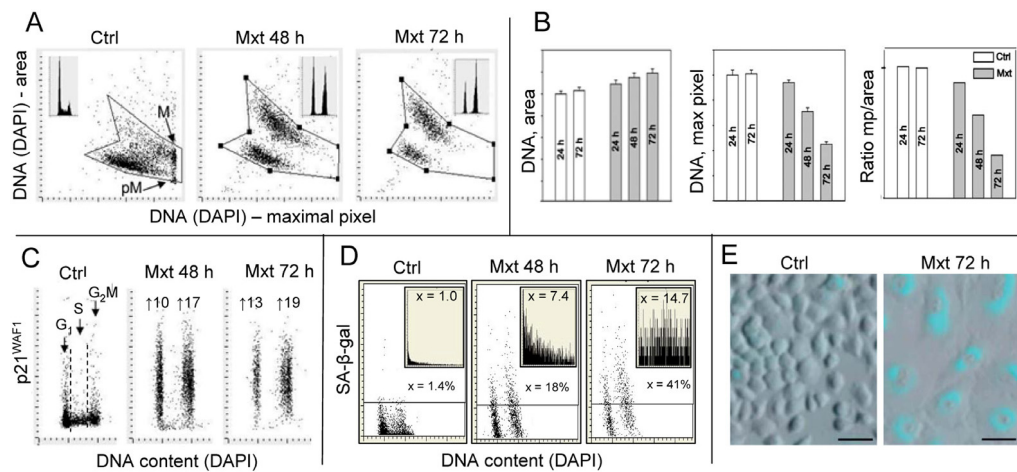 A
Ctrl
Mxt 48 h
Mxt 72 h
DNA (DAPI) - area
M
pM
DNA (DAPI) – maximal pixel
B
DNA, area
24 h
72 h
24 h
48 h
72 h
DNA, max pixel
24 h
72 h
24 h
48 h
72 h
Ratio mp/area
Ctrl
Mxt
24 h
72 h
24 h
48 h
72 h
C
Ctrl
Mxt 48 h
Mxt 72 h
p21WAF1
G1
S
G2M
↑10 ↑17
↑13 ↑19
DNA content (DAPI)
D
Ctrl
Mxt 48 h
Mxt 72 h
SA-β-gal
x = 1.0
x = 7.4
x = 14.7
x = 1.4%
x = 18%
x = 41%
DNA content (DAPI)
E
Ctrl
Mxt 72 h